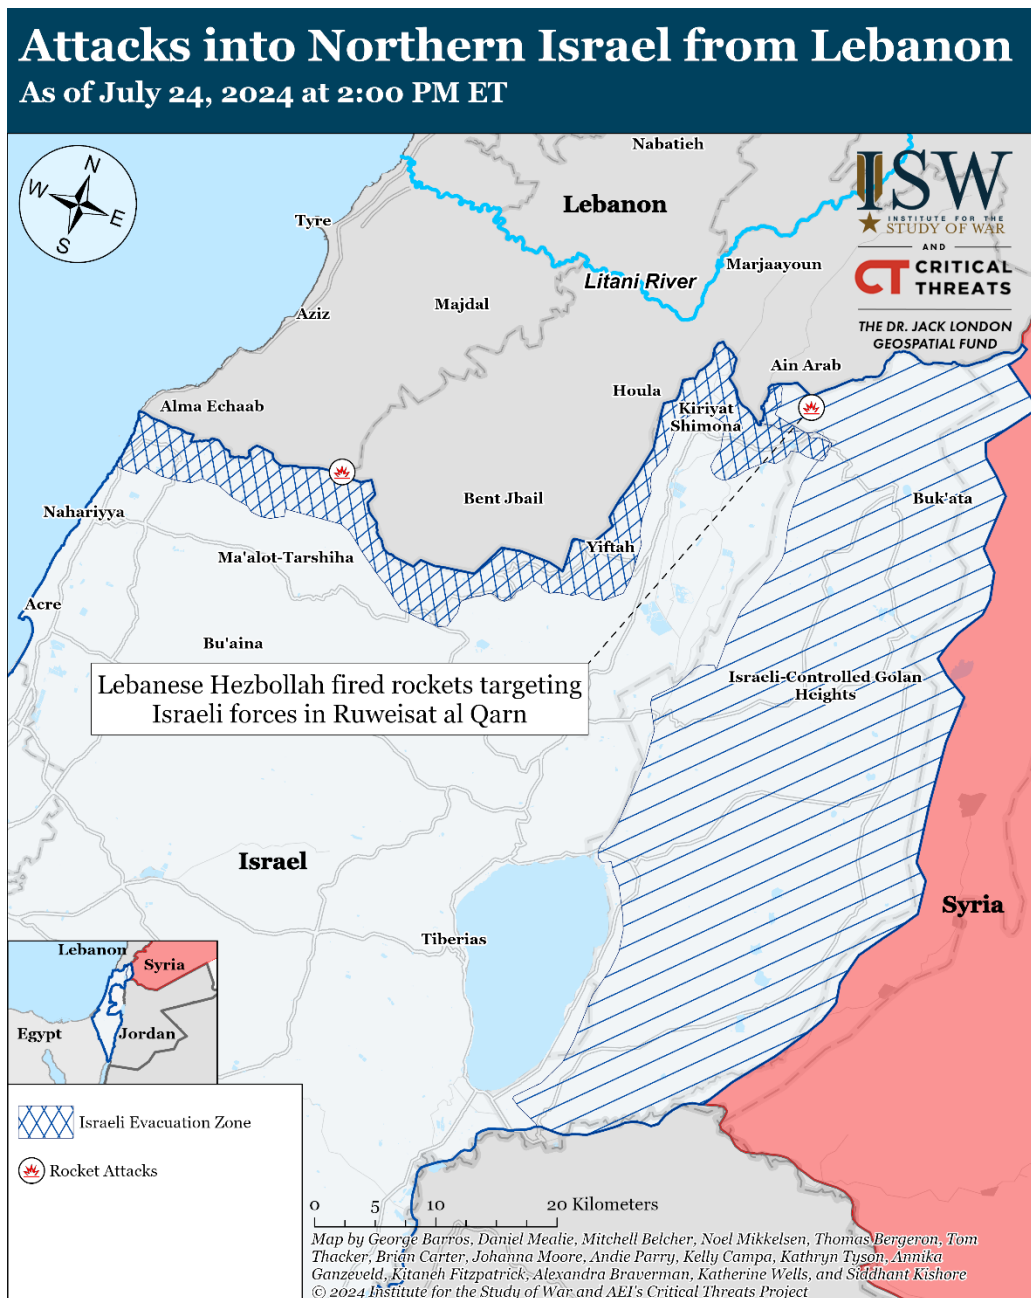 Attacks into Northern Israel from Lebanon
As of July 24, 2024 at 2:00 PM ET
N
W
E
S
Nabatieh
Lebanon
Tyre
Litani River
Marjaayoun
Majdal
Aziz
ISW
INSTITUTE FOR THE
STUDY OF WAR
AND
CT CRITICAL
THREATS
THE DR. JACK LONDON
GEOSPATIAL FUND
Ain Arab
Houla
Alma Echaab
Kiriyat
Shimona
Bent Jbail
Buk'ata
Nahariyya
Yiftah
Ma'alot-Tarshiha
Acre
Bu'aina
Lebanese Hezbollah fired rockets targeting
Israeli forces in Ruweisat al Qarn
Israeli-Controlled Golan
Heights
Israel
Syria
Tiberias
Lebanon
Syria
Egypt
Jordan
Israeli Evacuation Zone
Rocket Attacks
0 5 10 20 Kilometers
Map by George Barros, Daniel Mealie, Mitchell Belcher, Noel Mikkelsen, Thomas Bergeron, Tom
Thacker, Brian Carter, Johanna Moore, Andie Parry, Kelly Campa, Kathryn Tyson, Annika
Ganzeveld, Kitaneh Fitzpatrick, Alexandra Braverman, Katherine Wells, and Siddhant Kishore
© 2024 Institute for the Study of War and AEI's Critical Threats Project